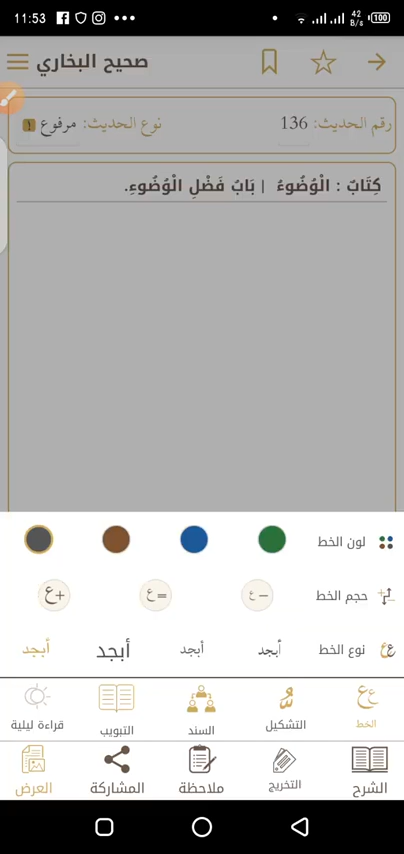 11:53 42 B/s 100
صحيح البخاري
رقم الحديث: 136 نوع الحديث: مرفوع ١
كِتَابٌ : الْوُضُوءُ | بَابُ فَضْلِ الْوُضُوءِ.
لون الخط
حجم الخط ع – ع = ع +
نوع الخط أبجد أبجد أبجد أبجد
الخط التشكيل السند التبويب قراءة ليلية
الشرح التخريج ملاحظة المشاركة العرض